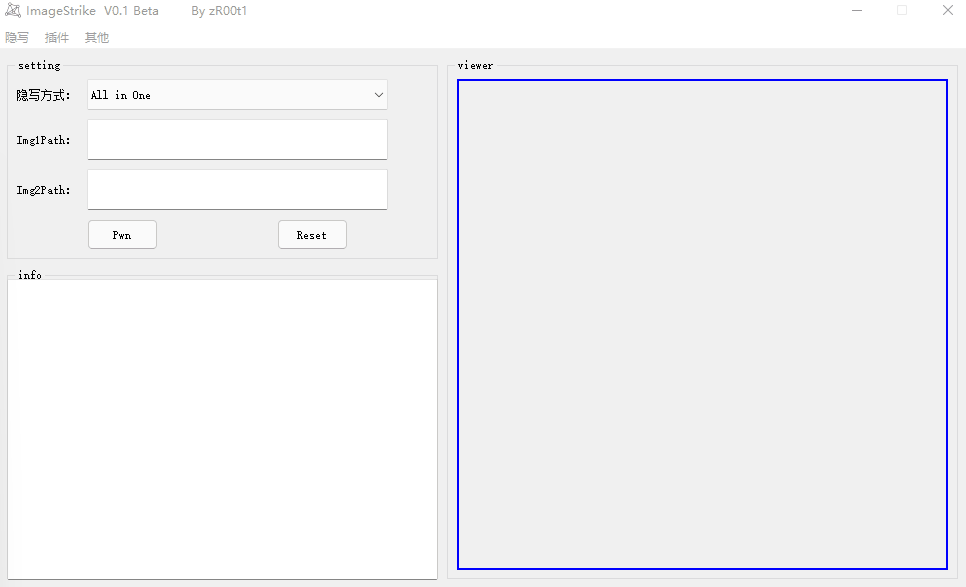 ImageStrike V0.1 Beta By zR00t1
隐写 插件 其他
setting
隐写方式: All in One
Img1Path:
Img2Path:
Pwn Reset
info
viewer